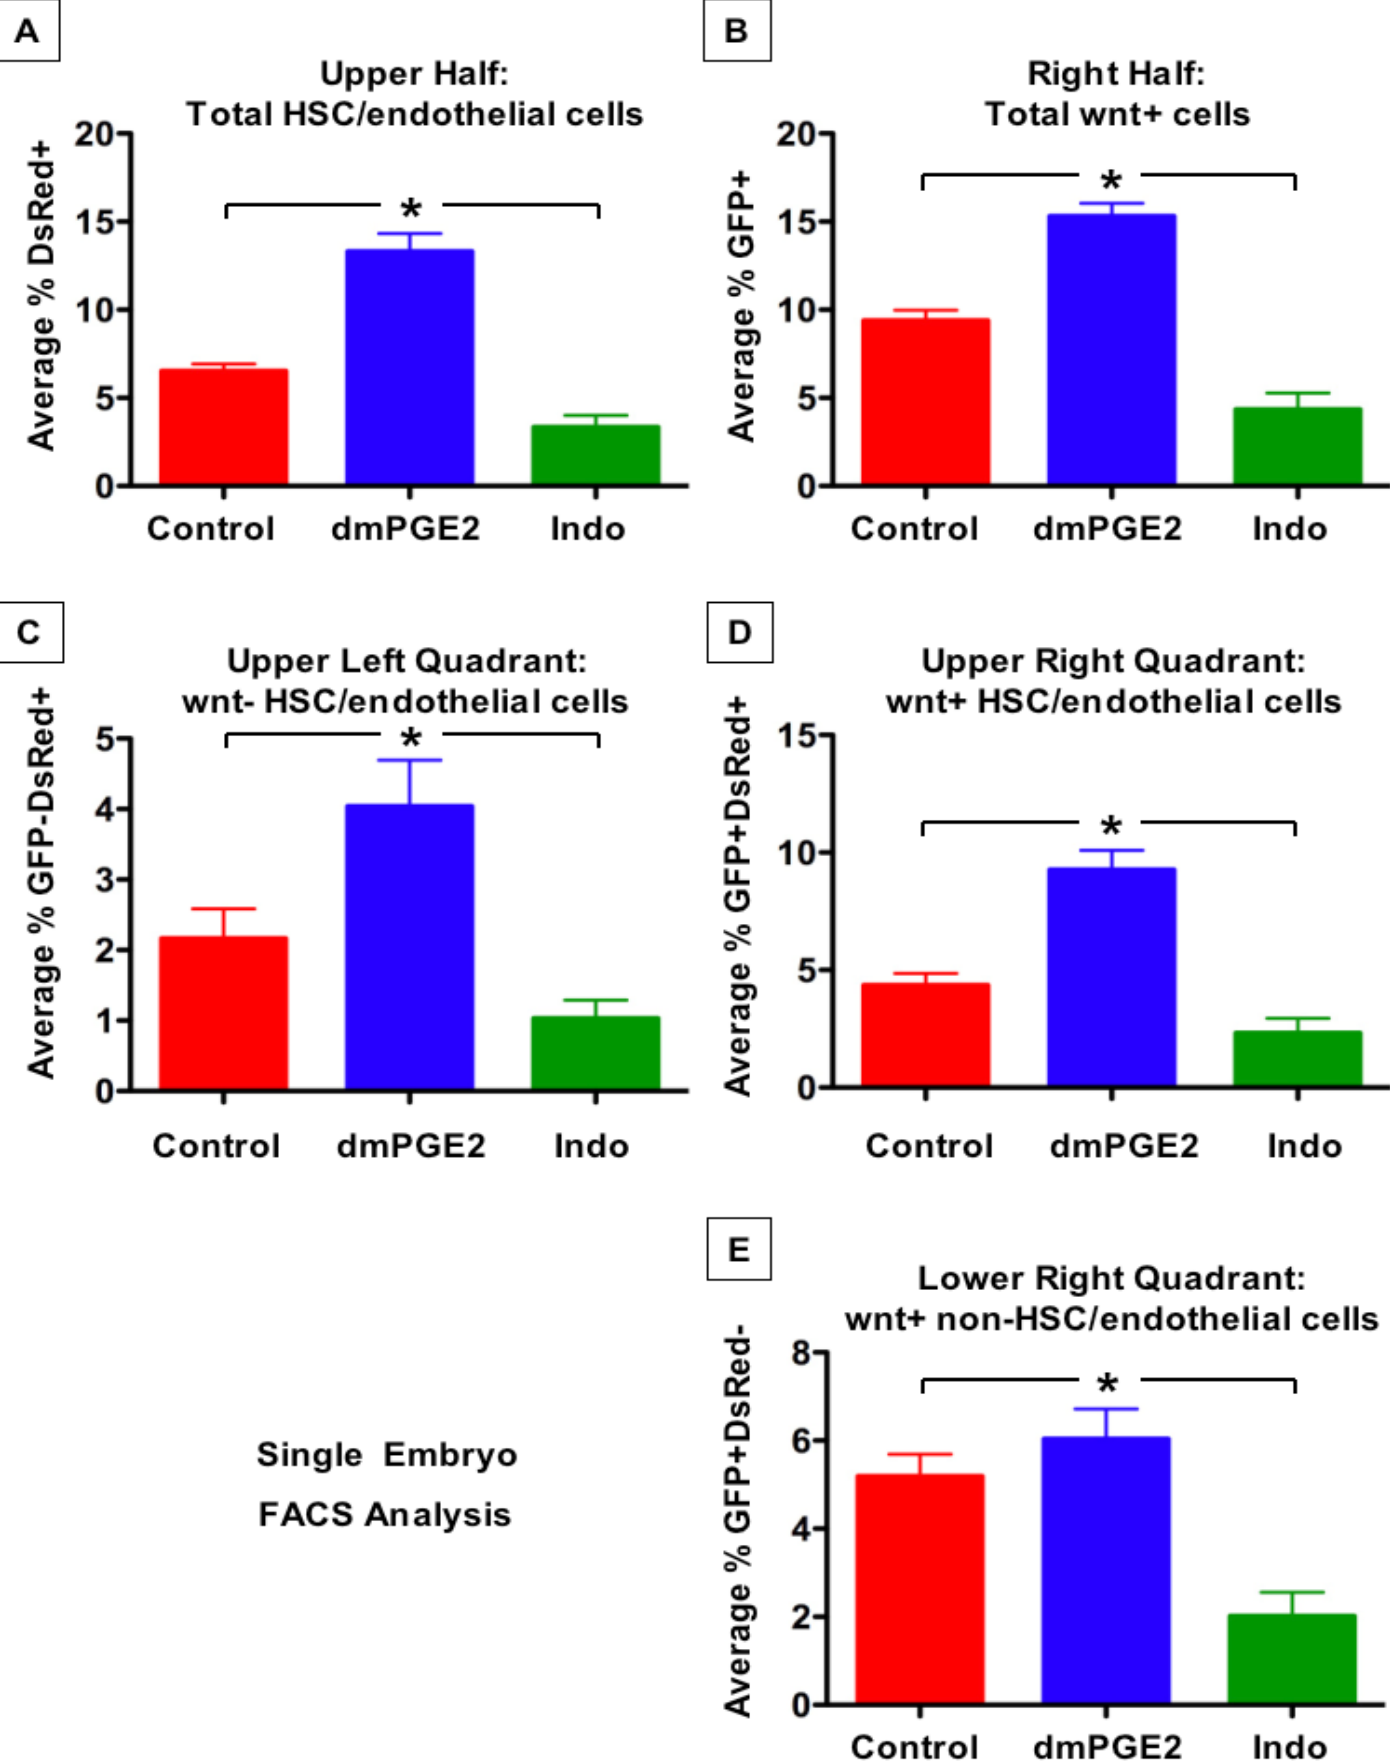 A
Upper Half:
Total HSC/endothelial cells
Average % DsRed+
20
15
10
5
0
*
Control dmPGE2 Indo
B
Right Half:
Total wnt+ cells
Average % GFP+
20
15
10
5
0
*
Control dmPGE2 Indo
C
Upper Left Quadrant:
wnt- HSC/endothelial cells
Average % GFP-DsRed+
5
4
3
2
1
0
*
Control dmPGE2 Indo
D
Upper Right Quadrant:
wnt+ HSC/endothelial cells
Average % GFP+DsRed+
15
10
5
0
*
Control dmPGE2 Indo
Single Embryo
FACS Analysis
E
Lower Right Quadrant:
wnt+ non-HSC/endothelial cells
Average % GFP+DsRed-
8
6
4
2
0
*
Control dmPGE2 Indo